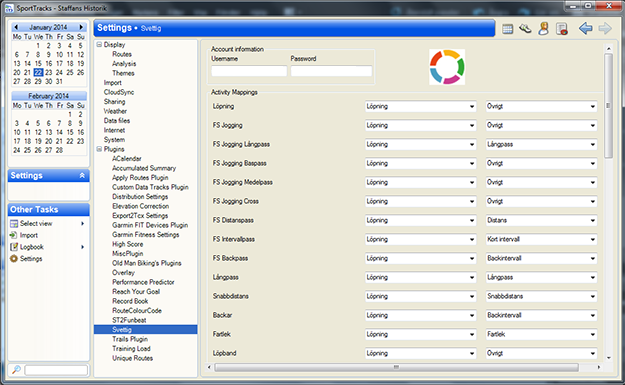 SportTracks - Staffans Historik
January 2014
Mo Tu We Th Fr Sa Su
1 2 3 4 5
6 7 8 9 10 11 12
13 14 15 16 17 18 19
20 21 22 23 24 25 26
27 28 29 30 31
February 2014
Mo Tu We Th Fr Sa Su
1 2
3 4 5 6 7 8 9
10 11 12 13 14 15 16
17 18 19 20 21 22 23
24 25 26 27 28
Settings
Other Tasks
Select view
Import
Logbook
Settings
Settings • Svettig
Display
Routes
Analysis
Themes
Import
CloudSync
Sharing
Weather
Data files
Internet
System
Plugins
ACalendar
Accumulated Summary
Apply Routes Plugin
Custom Data Tracks Plugin
Distribution Settings
Elevation Correction
Export2Tcx Settings
Garmin FIT Devices Plugin
Garmin Fitness Settings
High Score
MiscPlugin
Old Man Biking's Plugins
Overlay
Performance Predictor
Reach Your Goal
Record Book
RouteColourCode
ST2Funbeat
Svettig
Trails Plugin
Training Load
Unique Routes
Account information
Username Password
Activity Mappings
Löpning Löpning Övrigt
FS Jogging Löpning Övrigt
FS Jogging Långpass Löpning Långpass
FS Jogging Baspass Löpning Övrigt
FS Jogging Medelpass Löpning Övrigt
FS Jogging Cross Löpning Övrigt
FS Distanspass Löpning Distans
FS Intervallpass Löpning Kort intervall
FS Backpass Löpning Backintervall
Långpass Löpning Långpass
Snabbdistans Löpning Snabbdistans
Backar Löpning Backintervall
Fartlek Löpning Fartlek
Löpband Löpning Övrigt